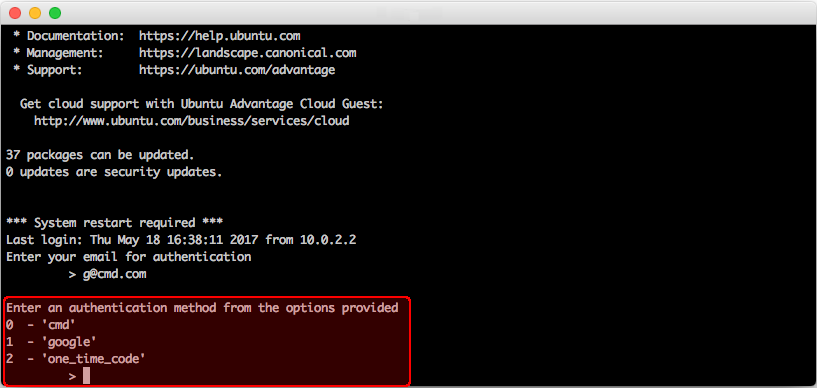 * Documentation:  https://help.ubuntu.com
* Management:     https://landscape.canonical.com
* Support:        https://ubuntu.com/advantage
Get cloud support with Ubuntu Advantage Cloud Guest:
http://www.ubuntu.com/business/services/cloud
37 packages can be updated.
0 updates are security updates.
*** System restart required ***
Last login: Thu May 18 16:38:11 2017 from 10.0.2.2
Enter your email for authentication
> g@cmd.com
Enter an authentication method from the options provided
0  - 'cmd'
1  - 'google'
2  - 'one_time_code'
>